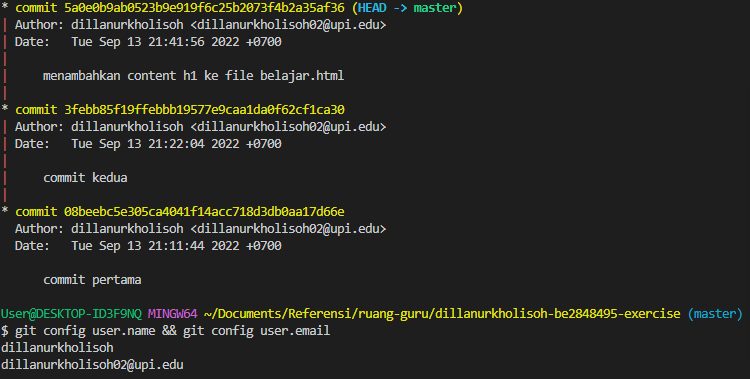 * commit 5a0e0b9ab0523b9e919f6c25b2073f4b2a35af36 (HEAD -> master)
| Author: dillanurkholisoh <dillanurkholisoh02@upi.edu>
| Date:   Tue Sep 13 21:41:56 2022 +0700
|
|     menambahkan content h1 ke file belajar.html
|
* commit 3febb85f19ffebbb19577e9caa1da0f62cf1ca30
| Author: dillanurkholisoh <dillanurkholisoh02@upi.edu>
| Date:   Tue Sep 13 21:22:04 2022 +0700
|
|     commit kedua
|
* commit 08beebc5e305ca4041f14acc718d3db0aa17d66e
  Author: dillanurkholisoh <dillanurkholisoh02@upi.edu>
  Date:   Tue Sep 13 21:11:44 2022 +0700

      commit pertama

User@DESKTOP-ID3F9NQ MINGW64 ~/Documents/Referensi/ruang-guru/dillanurkholisoh-be2848495-exercise (master)
$ git config user.name && git config user.email
dillanurkholisoh
dillanurkholisoh02@upi.edu